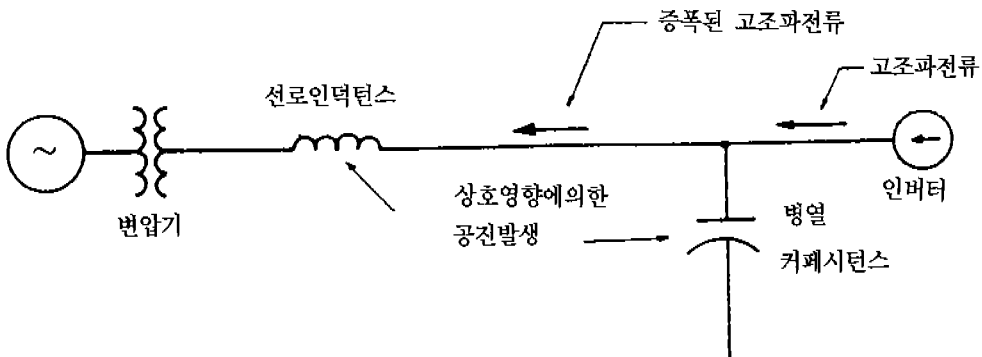 증폭된 고조파전류
고조파전류
선로인덕턴스
~
인버터
변압기
상호영향에의한
공진발생
병열
커페시턴스